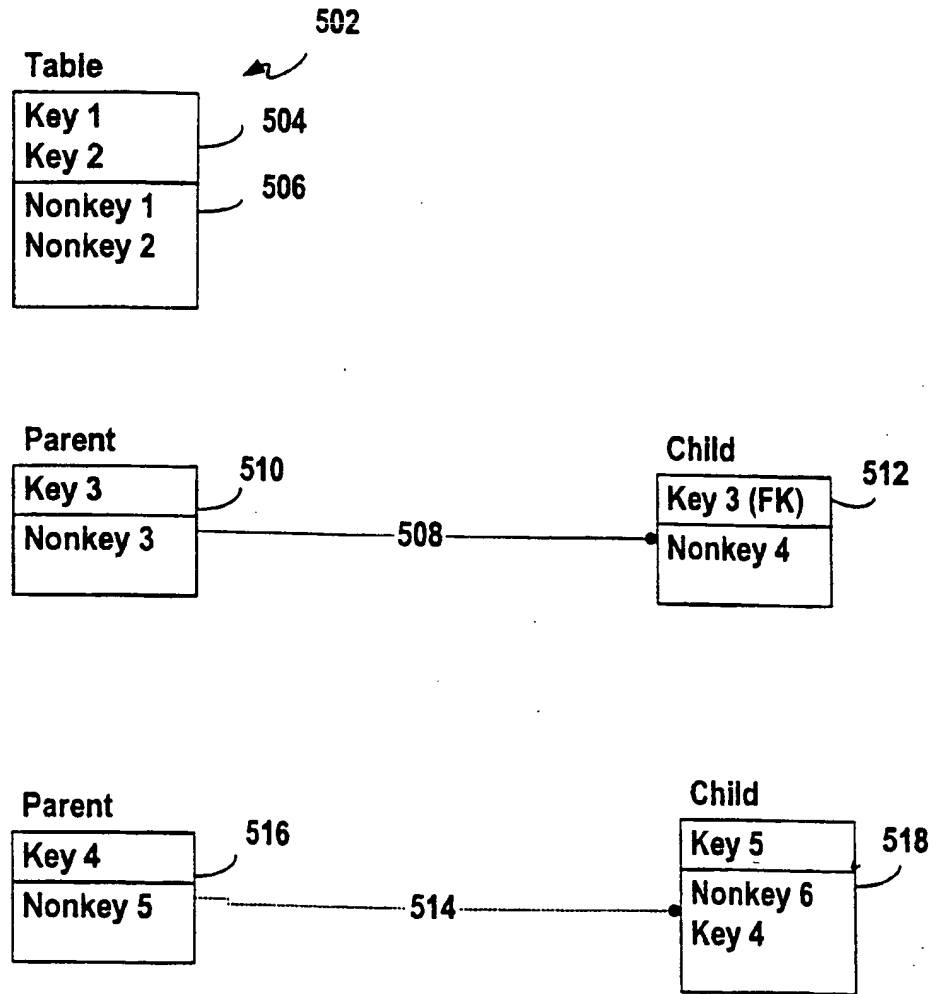 502
Table
Key 1
Key 2
504
Nonkey 1
Nonkey 2
506
Parent
Key 3
Nonkey 3
510
508
Child
Key 3 (FK)
Nonkey 4
512
Parent
Key 4
Nonkey 5
516
514
Child
Key 5
Nonkey 6
Key 4
518